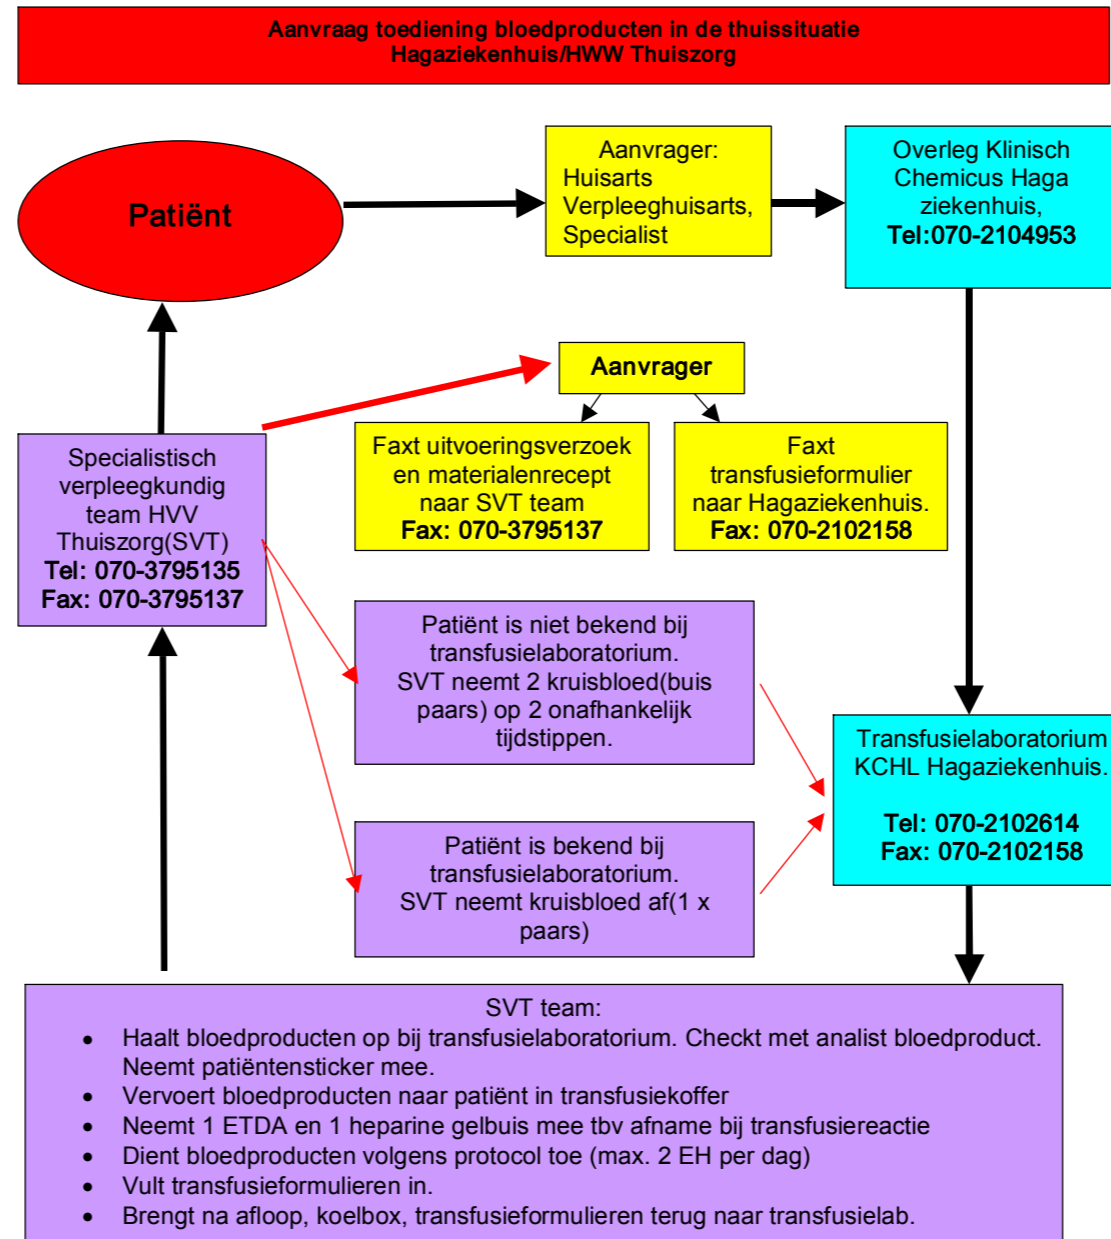 Aanvraag toediening bloedproducten in de thuissituatie
Hagaziekenhuis/HWW Thuiszorg
Patiënt
Aanvrager:
Huisarts
Verpleeghuisarts,
Specialist
Overleg Klinisch
Chemicus Haga
ziekenhuis,
Tel:070-2104953
Aanvrager
Specialistisch
verpleegkundig
team HVV
Thuiszorg(SVT)
Tel: 070-3795135
Fax: 070-3795137
Faxt uitvoeringsverzoek
en materialenrecept
naar SVT team
Fax: 070-3795137
Faxt
transfusieformulier
naar Hagaziekenhuis.
Fax: 070-2102158
Patiënt is niet bekend bij
transfusielaboratorium.
SVT neemt 2 kruisbloed(buis
paars) op 2 onafhankelijk
tijdstippen.
Transfusielaboratorium
KCHL Hagaziekenhuis.
Tel: 070-2102614
Fax: 070-2102158
Patiënt is bekend bij
transfusielaboratorium.
SVT neemt kruisbloed af(1 x
paars)
SVT team:
• Haalt bloedproducten op bij transfusielaboratorium. Checkt met analist bloedproduct.
Neemt patiëntensticker mee.
• Vervoert bloedproducten naar patiënt in transfusiekoffer
• Neemt 1 ETDA en 1 heparine gelbuis mee tbv afname bij transfusiereactie
• Dient bloedproducten volgens protocol toe (max. 2 EH per dag)
• Vult transfusieformulieren in.
• Brengt na afloop, koelbox, transfusieformulieren terug naar transfusielab.